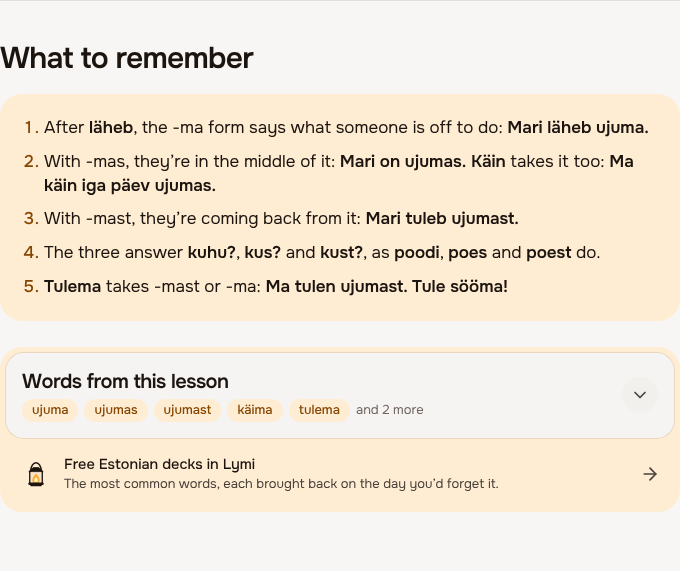 What to remember
1. After läheb, the -ma form says what someone is off to do: Mari läheb ujuma.
2. With -mas, they’re in the middle of it: Mari on ujumas. Käin takes it too: Ma
käin iga päev ujumas.
3. With -mast, they’re coming back from it: Mari tuleb ujumast.
4. The three answer kuhu?, kus? and kust?, as poodi, poes and poest do.
5. Tulema takes -mast or -ma: Ma tulen ujumast. Tule sööma!
Words from this lesson
ujuma ujumas ujumast käima tulema and 2 more
Free Estonian decks in Lymi
The most common words, each brought back on the day you’d forget it.